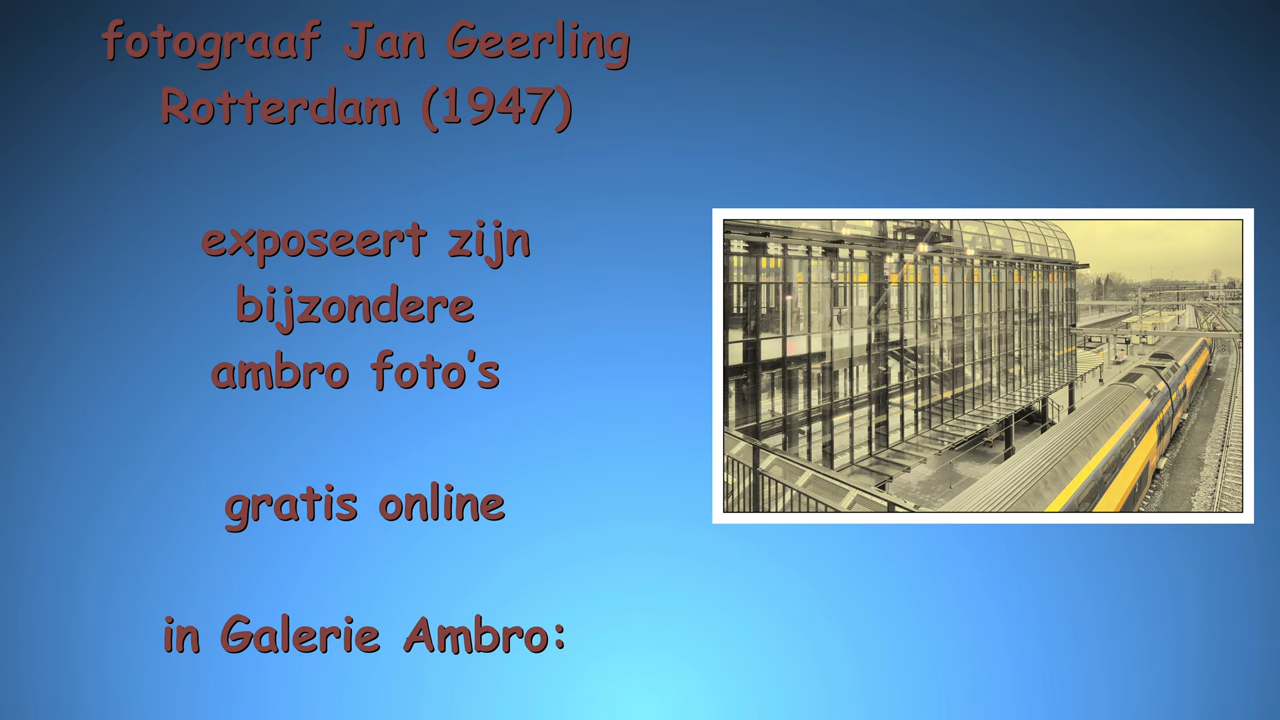 fotograaf Jan Geerling
Rotterdam (1947)
exposeert zijn
bijzondere
ambro foto's
gratis online
in Galerie Ambro: